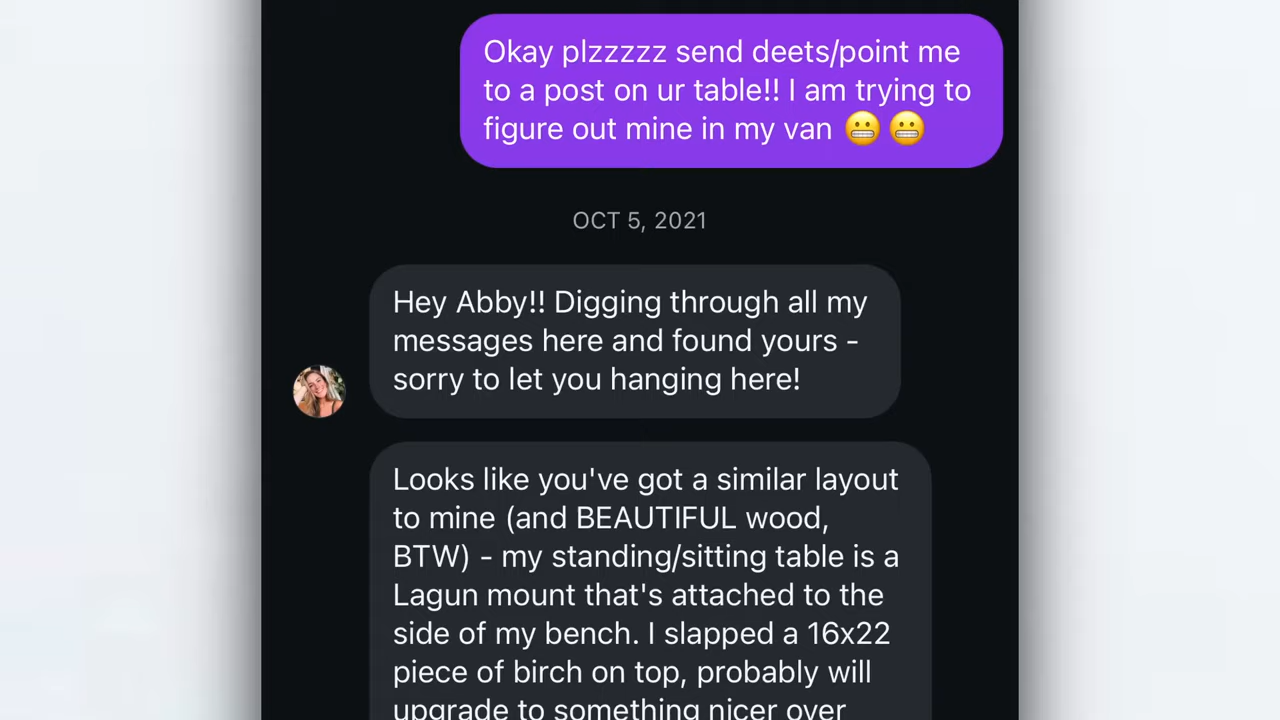 Okay plzzzzz send deets/point me
to a post on ur table!! I am trying to
figure out mine in my van 😬 😬
OCT 5, 2021
Hey Abby!! Digging through all my
messages here and found yours -
sorry to let you hanging here!
Looks like you've got a similar layout
to mine (and BEAUTIFUL wood,
BTW) - my standing/sitting table is a
Lagun mount that's attached to the
side of my bench. I slapped a 16x22
piece of birch on top, probably will
upgrade to something nicer over